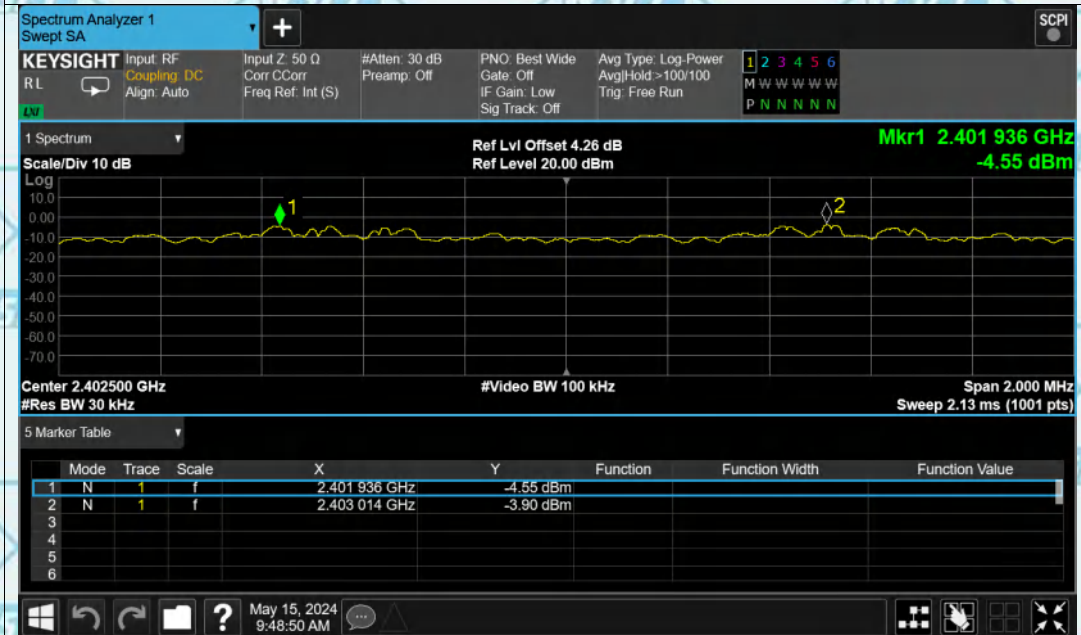 Spectrum Analyzer 1
Swept SA
+
SCPI
KEYSIGHT
R L
LXI
Input: RF
Coupling: DC
Align: Auto
Input Z: 50 Ω
Corr CCorr
Freq Ref: Int (S)
#Atten: 30 dB
Preamp: Off
PNO: Best Wide
Gate: Off
IF Gain: Low
Sig Track: Off
Avg Type: Log-Power
Avg|Hold:>100/100
Trig: Free Run
1 2 3 4 5 6
M W W W W W
P N N N N N
1 Spectrum
Scale/Div 10 dB
Ref Lvl Offset 4.26 dB
Ref Level 20.00 dBm
Mkr1 2.401 936 GHz
-4.55 dBm
Log
10.0
0.00
-10.0
-20.0
-30.0
-40.0
-50.0
-60.0
-70.0
1
2
Center 2.402500 GHz
#Video BW 100 kHz
Span 2.000 MHz
#Res BW 30 kHz
Sweep 2.13 ms (1001 pts)
5 Marker Table
Mode Trace Scale X Y Function Function Width Function Value
1 N 1 f 2.401 936 GHz -4.55 dBm
2 N 1 f 2.403 014 GHz -3.90 dBm
3
4
5
6
?
May 15, 2024
9:48:50 AM